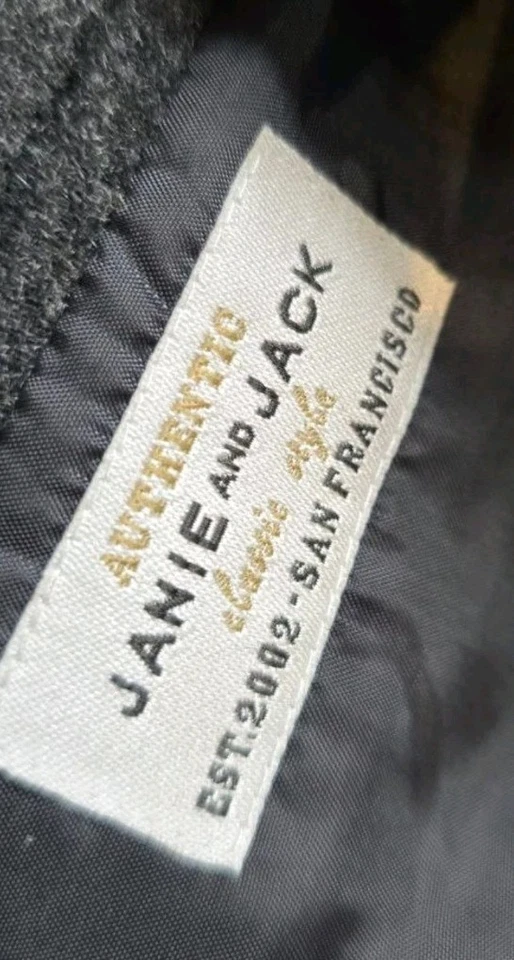 AUTHENTIC
JANIE AND JACK
classic style
EST.2002-SAN FRANCISCO